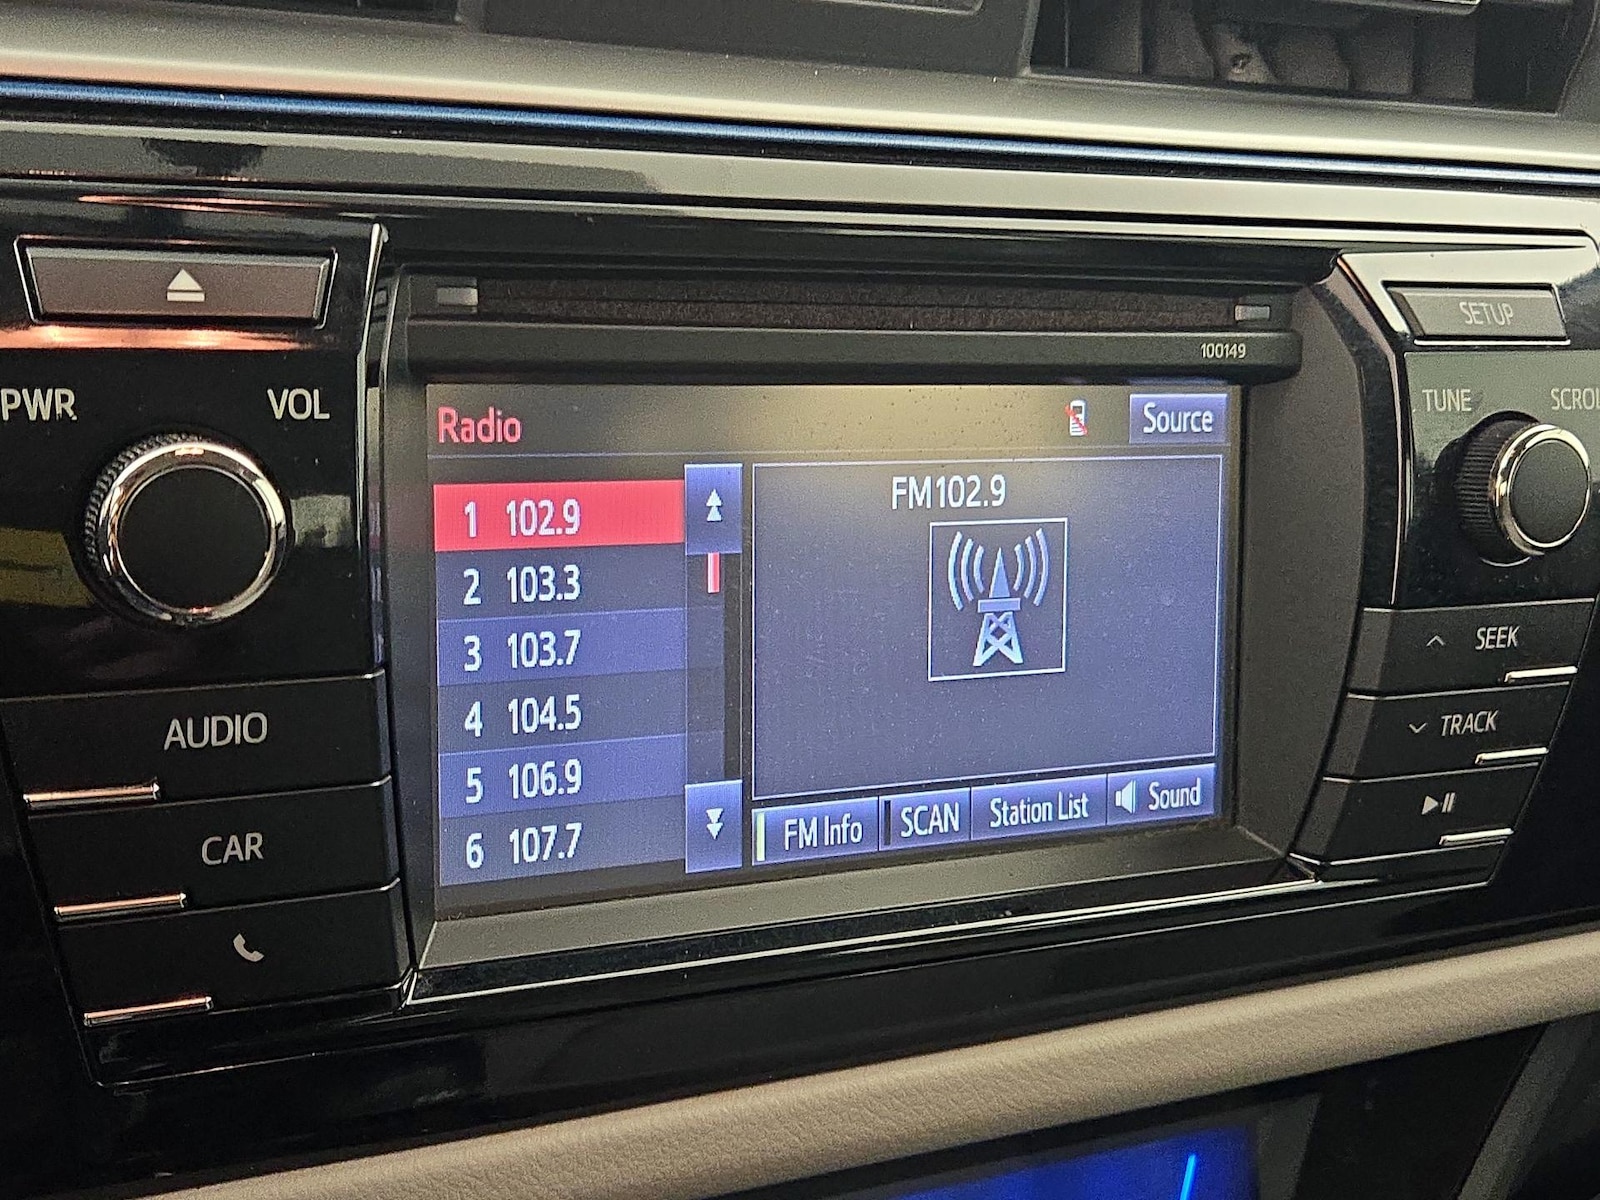 PWR VOL
AUDIO
CAR
100149
Radio
Source
1 102.9
2 103.3
3 103.7
4 104.5
5 106.9
6 107.7
FM102.9
FM Info
SCAN
Station List
Sound
SETUP
TUNE
SEEK
TRACK